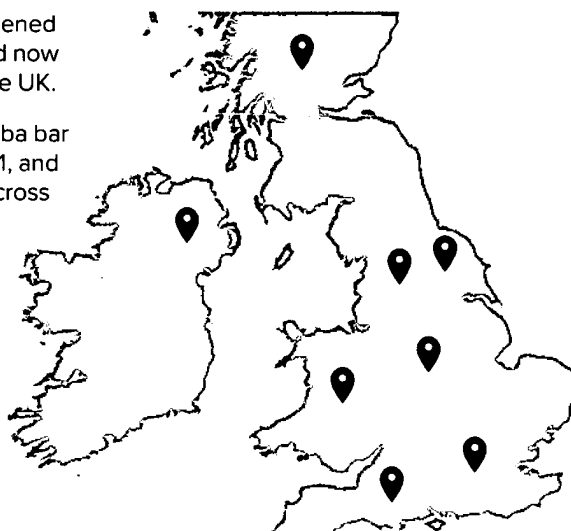 ened
d now
e UK.
ba bar
1, and
cross